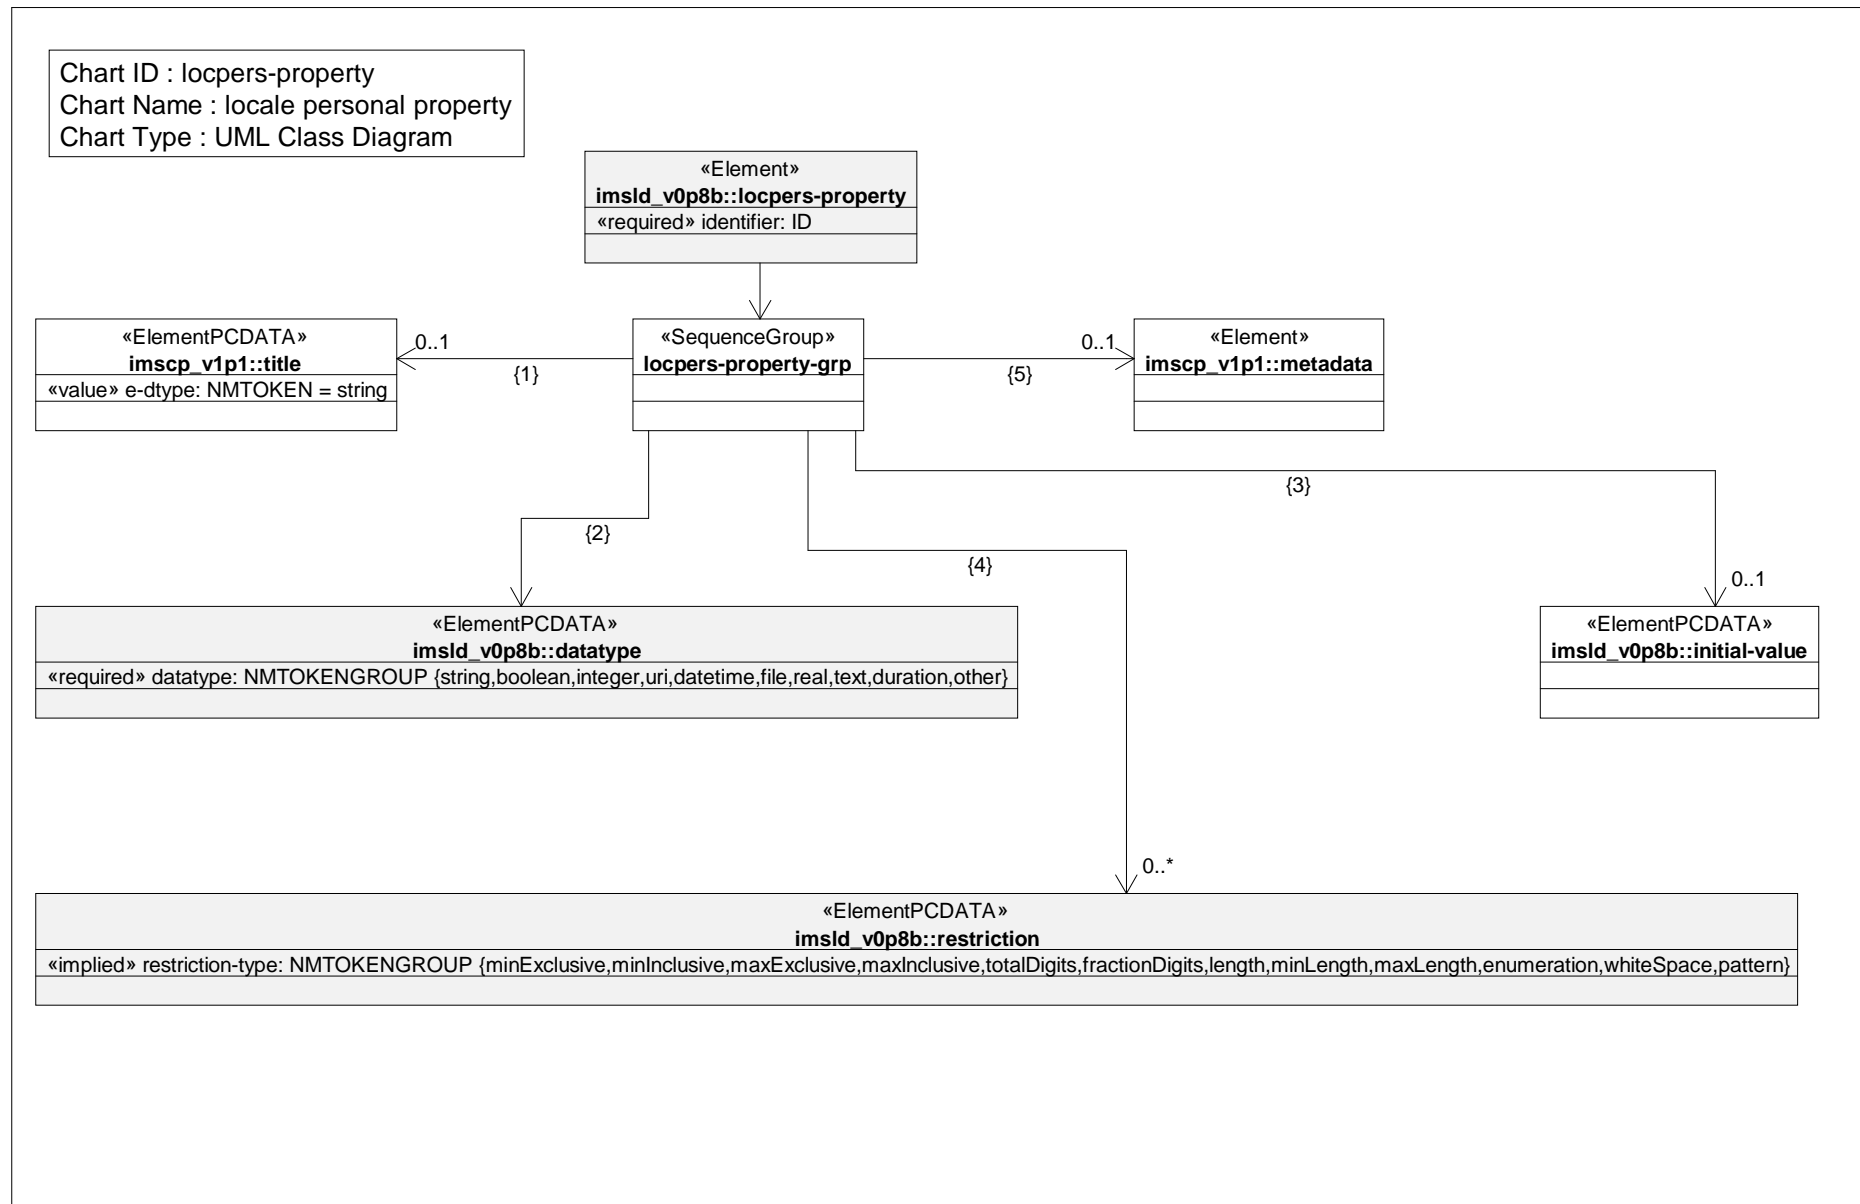 Chart ID : locpers-property
Chart Name : locale personal property
Chart Type : UML Class Diagram
«Element»
imsld_v0p8b::locpers-property
«required» identifier: ID
«ElementPCDATA»
imscp_v1p1::title
«value» e-dtype: NMTOKEN = string
0..1
{1}
«SequenceGroup»
locpers-property-grp
0..1
{5}
«Element»
imscp_v1p1::metadata
{3}
{2}
{4}
0..1
«ElementPCDATA»
imsld_v0p8b::datatype
«required» datatype: NMTOKENGROUP {string,boolean,integer,uri,datetime,file,real,text,duration,other}
«ElementPCDATA»
imsld_v0p8b::initial-value
0..*
«ElementPCDATA»
imsld_v0p8b::restriction
«implied» restriction-type: NMTOKENGROUP {minExclusive,minInclusive,maxExclusive,maxInclusive,totalDigits,fractionDigits,length,minLength,maxLength,enumeration,whiteSpace,pattern}